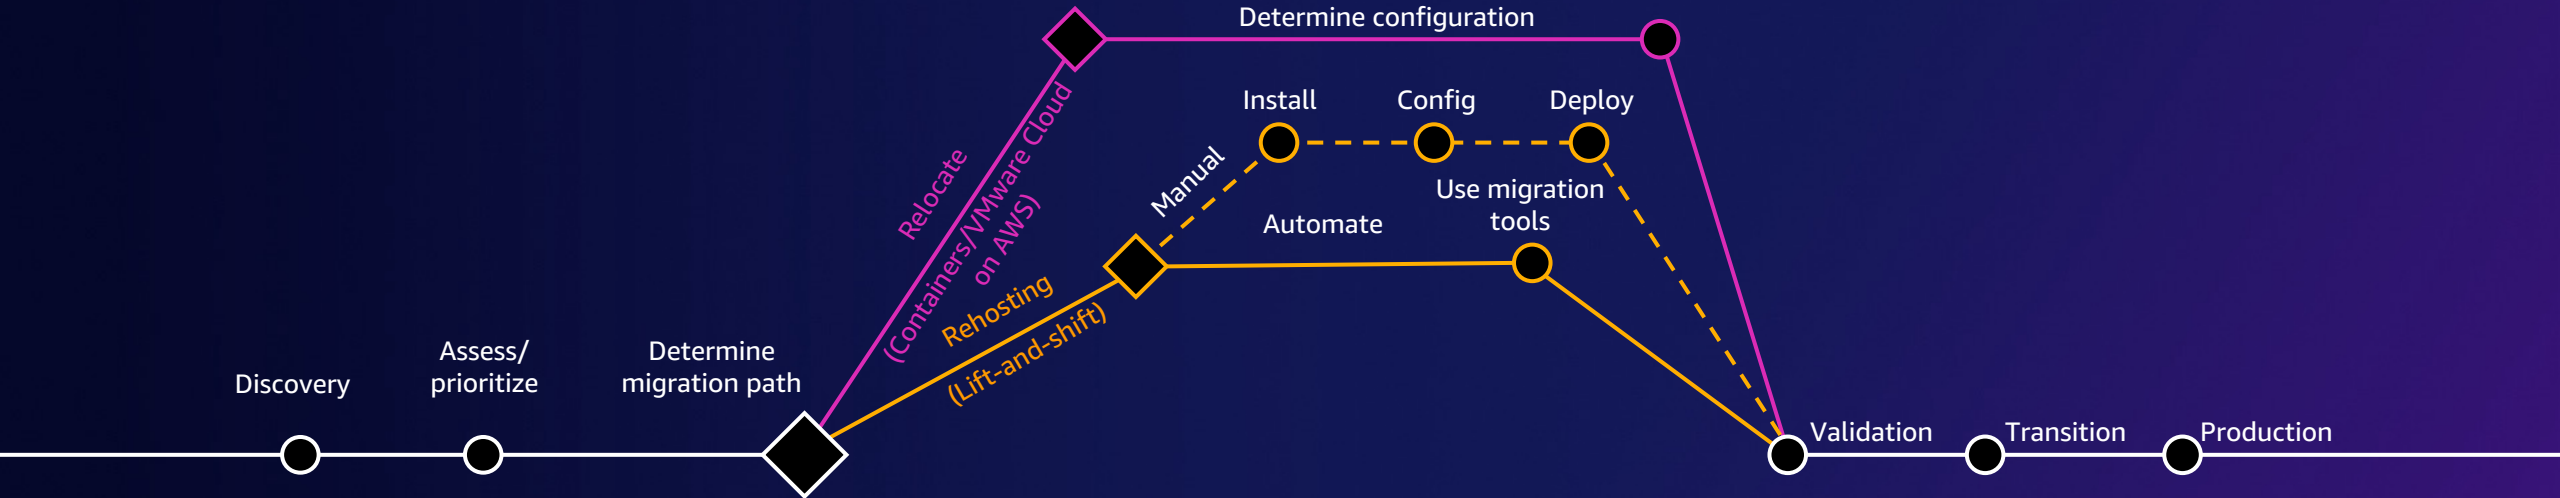 Determine configuration
Install
Config
Deploy
Manual
Use migration
tools
Automate
Relocate
(Containers/VMware Cloud
on AWS)
Rehosting
(Lift-and-shift)
Discovery
Assess/
prioritize
Determine
migration path
Validation
Transition
Production